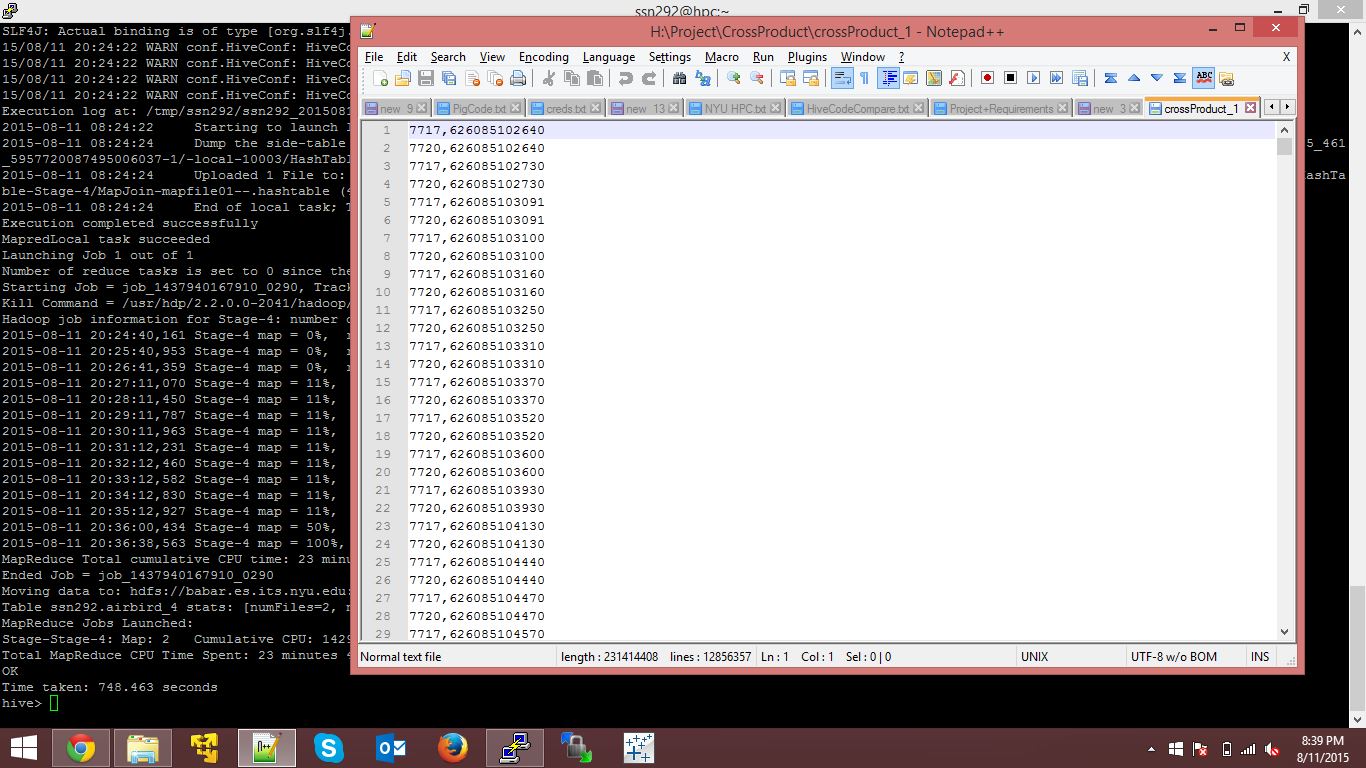 ssn292@hpc:~
SLF4J: Actual binding is of type [org.slf4j.
15/08/11 20:24:22 WARN conf.HiveConf: HiveCo
15/08/11 20:24:22 WARN conf.HiveConf: HiveCo
15/08/11 20:24:22 WARN conf.HiveConf: HiveCo
15/08/11 20:24:22 WARN conf.HiveConf: HiveCo
Execution log at: /tmp/ssn292/ssn292_2015081
2015-08-11 08:24:22 Starting to launch l
2015-08-11 08:24:23 Dump the side-table
5_461
_5957720087495006037-1/-local-10003/HashTabl
2015-08-11 08:24:24 Uploaded 1 File to:
ashTa
ble-Stage-4/MapJoin-mapfile01--.hashtable (4
2015-08-11 08:24:24 End of local task; T
Execution completed successfully
MapredLocal task succeeded
Launching Job 1 out of 1
Number of reduce tasks is set to 0 since the
Starting Job = job_1437940167910_0290, Track
Kill Command = /usr/hdp/2.2.0.0-2041/hadoop/
Hadoop job information for Stage-4: number o
2015-08-11 20:24:40,161 Stage-4 map = 0%,
2015-08-11 20:25:40,953 Stage-4 map = 0%,
2015-08-11 20:26:41,359 Stage-4 map = 0%,
2015-08-11 20:27:11,070 Stage-4 map = 11%,
2015-08-11 20:28:11,450 Stage-4 map = 11%,
2015-08-11 20:29:11,787 Stage-4 map = 11%,
2015-08-11 20:30:11,963 Stage-4 map = 11%,
2015-08-11 20:31:12,231 Stage-4 map = 11%,
2015-08-11 20:32:12,460 Stage-4 map = 11%,
2015-08-11 20:33:12,582 Stage-4 map = 11%,
2015-08-11 20:34:12,830 Stage-4 map = 11%,
2015-08-11 20:35:12,927 Stage-4 map = 11%,
2015-08-11 20:36:00,434 Stage-4 map = 50%,
2015-08-11 20:36:38,563 Stage-4 map = 100%,
MapReduce Total cumulative CPU time: 23 minu
Ended Job = job_1437940167910_0290
Moving data to: hdfs://babar.es.its.nyu.edu:
Table ssn292.airbird_4 stats: [numFiles=2, n
MapReduce Jobs Launched:
Stage-Stage-4: Map: 2 Cumulative CPU: 1429
Total MapReduce CPU Time Spent: 23 minutes 4
OK
Time taken: 748.463 seconds
hive>
H:\Project\CrossProduct\crossProduct_1 - Notepad++
File Edit Search View Encoding Language Settings Macro Run Plugins Window ? X
new 9 PigCode.txt creds.txt new 13 NYU HPC.txt HiveCodeCompare.txt Project+Requirements new 3 crossProduct_1
1 7717,626085102640
2 7720,626085102640
3 7717,626085102730
4 7720,626085102730
5 7717,626085103091
6 7720,626085103091
7 7717,626085103100
8 7720,626085103100
9 7717,626085103160
10 7720,626085103160
11 7717,626085103250
12 7720,626085103250
13 7717,626085103310
14 7720,626085103310
15 7717,626085103370
16 7720,626085103370
17 7717,626085103520
18 7720,626085103520
19 7717,626085103600
20 7720,626085103600
21 7717,626085103930
22 7720,626085103930
23 7717,626085104130
24 7720,626085104130
25 7717,626085104440
26 7720,626085104440
27 7717,626085104470
28 7720,626085104470
29 7717,626085104570
Normal text file length : 231414408 lines : 12856357 Ln : 1 Col : 1 Sel : 0 | 0 UNIX UTF-8 w/o BOM INS
8:39 PM
8/11/2015